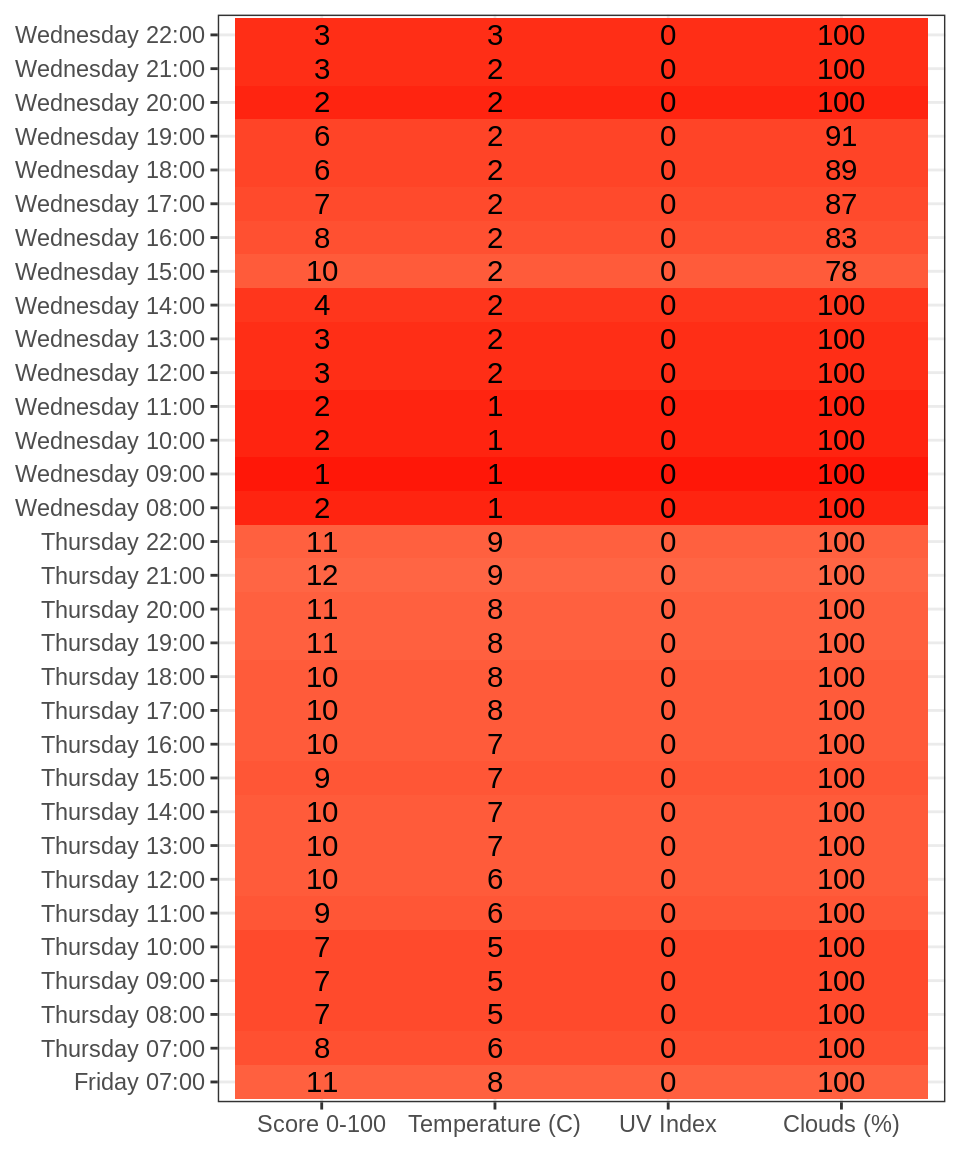 Wednesday 22:00 3 3 0 100
Wednesday 21:00 3 2 0 100
Wednesday 20:00 2 2 0 100
Wednesday 19:00 6 2 0 91
Wednesday 18:00 6 2 0 89
Wednesday 17:00 7 2 0 87
Wednesday 16:00 8 2 0 83
Wednesday 15:00 10 2 0 78
Wednesday 14:00 4 2 0 100
Wednesday 13:00 3 2 0 100
Wednesday 12:00 3 2 0 100
Wednesday 11:00 2 1 0 100
Wednesday 10:00 2 1 0 100
Wednesday 09:00 1 1 0 100
Wednesday 08:00 2 1 0 100
Thursday 22:00 11 9 0 100
Thursday 21:00 12 9 0 100
Thursday 20:00 11 8 0 100
Thursday 19:00 11 8 0 100
Thursday 18:00 10 8 0 100
Thursday 17:00 10 8 0 100
Thursday 16:00 10 7 0 100
Thursday 15:00 9 7 0 100
Thursday 14:00 10 7 0 100
Thursday 13:00 10 7 0 100
Thursday 12:00 10 6 0 100
Thursday 11:00 9 6 0 100
Thursday 10:00 7 5 0 100
Thursday 09:00 7 5 0 100
Thursday 08:00 7 5 0 100
Thursday 07:00 8 6 0 100
Friday 07:00 11 8 0 100
Score 0-100 Temperature (C) UV Index Clouds (%)